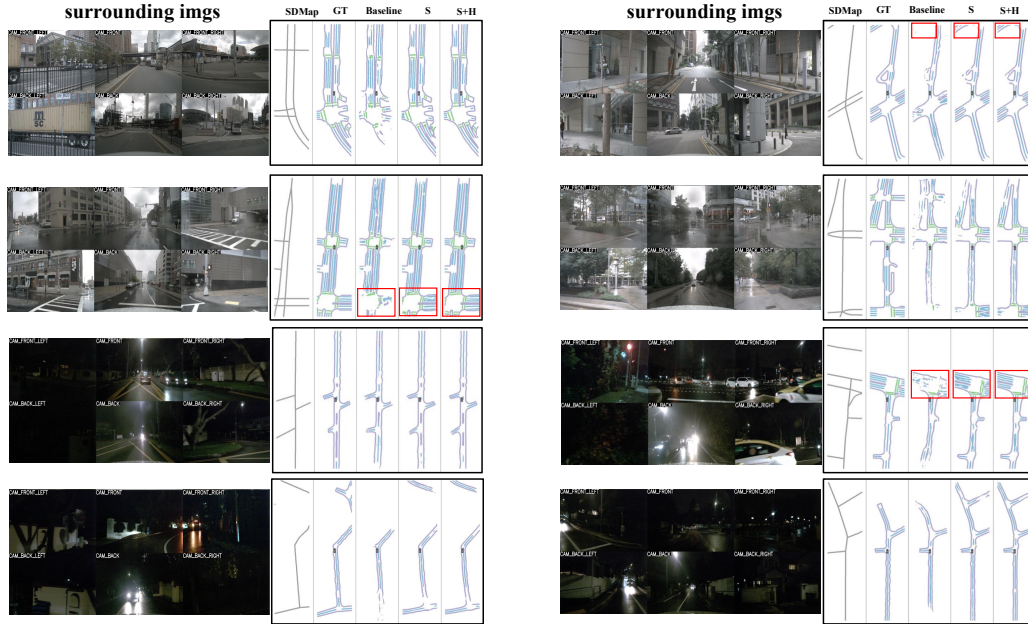 surrounding imgs SDMap GT Baseline S S+H
CAM_FRONT_LEFT CAM_FRONT CAM_FRONT_RIGHT
CAM_BACK_LEFT CAM_BACK CAM_BACK_RIGHT
m
SC
CAM_FRONT_LEFT CAM_FRONT CAM_FRONT_RIGHT
CAM_BACK_LEFT CAM_BACK CAM_BACK_RIGHT
CAM_FRONT_LEFT CAM_FRONT CAM_FRONT_RIGHT
CAM_BACK_LEFT CAM_BACK CAM_BACK_RIGHT
CAM_FRONT_LEFT CAM_FRONT CAM_FRONT_RIGHT
CAM_BACK_LEFT CAM_BACK CAM_BACK_RIGHT
surrounding imgs SDMap GT Baseline S S+H
CAM_FRONT_LEFT CAM_FRONT CAM_FRONT_RIGHT
CAM_BACK_LEFT CAM_BACK CAM_BACK_RIGHT
CAM_FRONT_LEFT CAM_FRONT CAM_FRONT_RIGHT
CAM_BACK_LEFT CAM_BACK CAM_BACK_RIGHT
CAM_FRONT_LEFT CAM_FRONT CAM_FRONT_RIGHT
CAM_BACK_LEFT CAM_BACK CAM_BACK_RIGHT
CAM_FRONT_LEFT CAM_FRONT CAM_FRONT_RIGHT
CAM_BACK_LEFT CAM_BACK CAM_BACK_RIGHT